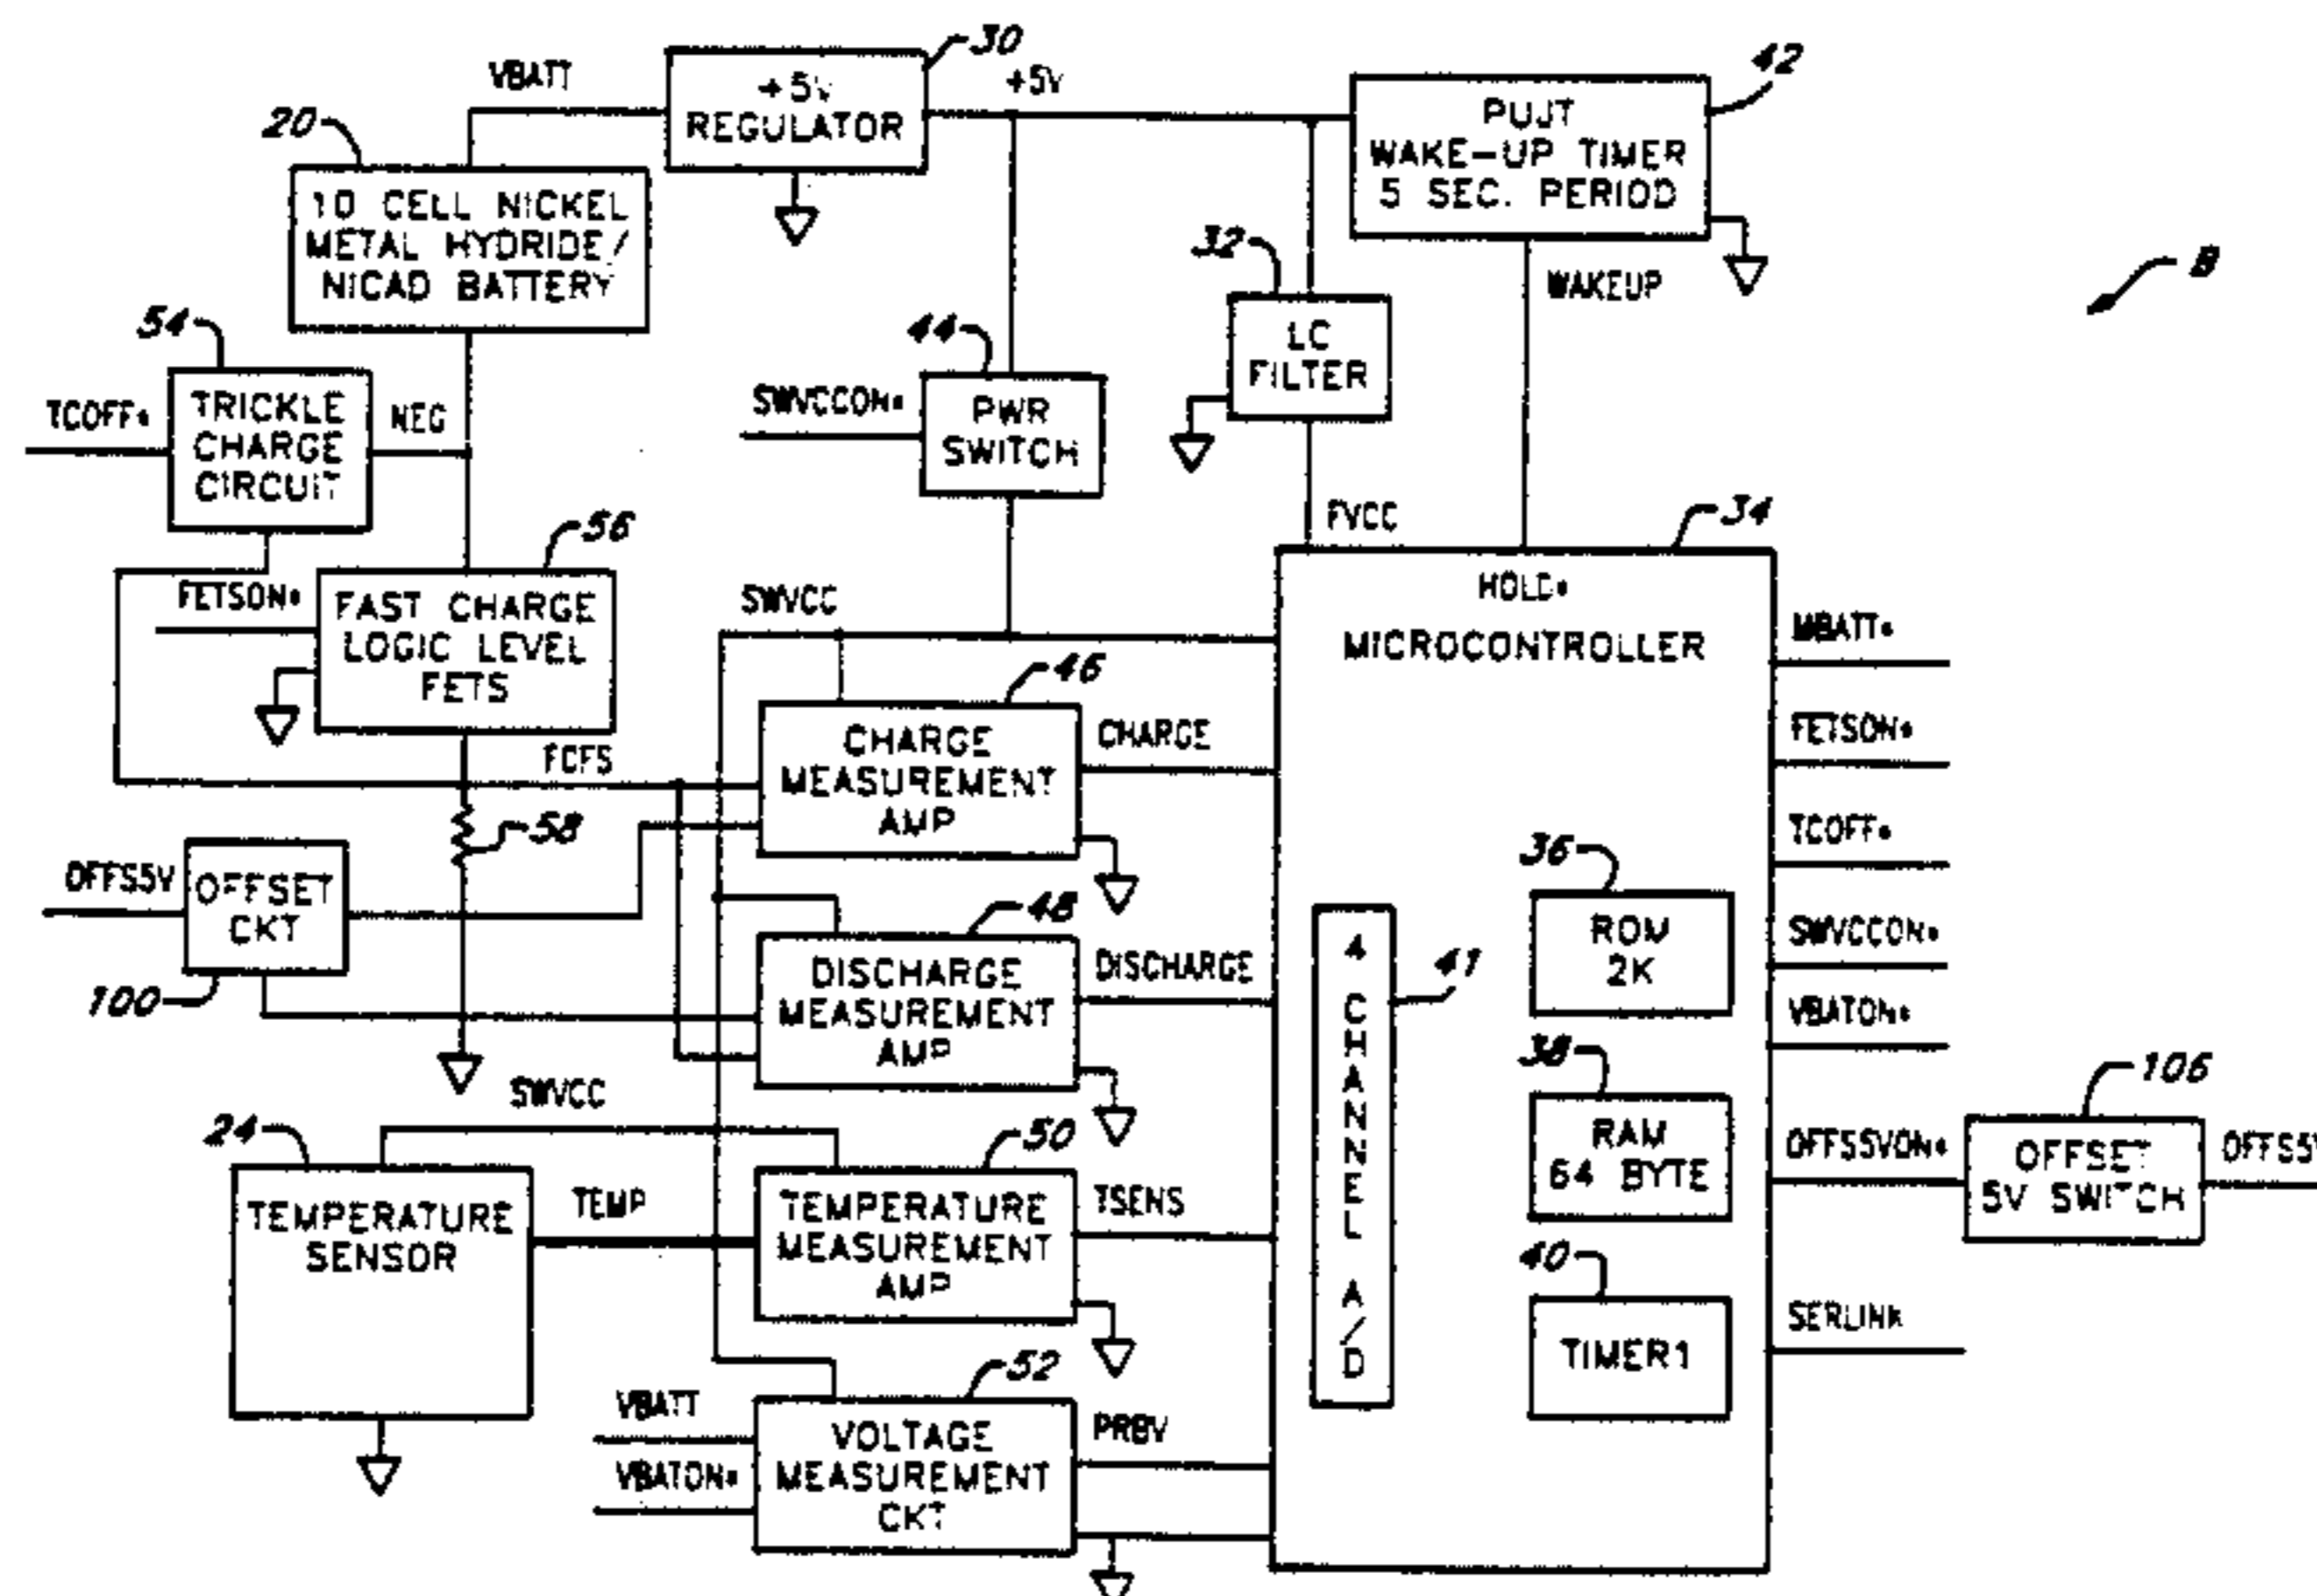 30
VBATT
+5V
REGULATOR
+5V
42
PUJT
WAKE-UP TIMER
5 SEC. PERIOD
20
10 CELL NICKEL
METAL HYDRIDE/
NICAD BATTERY
32
LC
FILTER
WAKEUP
B
54
TRICKLE
CHARGE
CIRCUIT
TCOFF*
NEG
44
SWVCCON*
PWR
SWITCH
FVCC
34
56
FETSON*
FAST CHARGE
LOGIC LEVEL
FETS
SWVCC
HOLD*
MICROCONTROLLER
MBATT*
46
CHARGE
MEASUREMENT
AMP
CHARGE
FETSON*
FCFS
58
TCOFF*
OFFS5V
OFFSET
CKT
100
36
ROM
2K
SWVCCON*
48
DISCHARGE
MEASUREMENT
AMP
DISCHARGE
4 CHANNEL A/D
41
VBATON*
38
RAM
64 BYTE
106
OFFS5VON*
OFFSET
5V SWITCH
OFFS5V
SWVCC
24
TEMPERATURE
SENSOR
TEMP
50
TEMPERATURE
MEASUREMENT
AMP
TSENS
40
TIMER1
SERLINK
52
VBATT
VBATON*
VOLTAGE
MEASUREMENT
CKT
PRBV